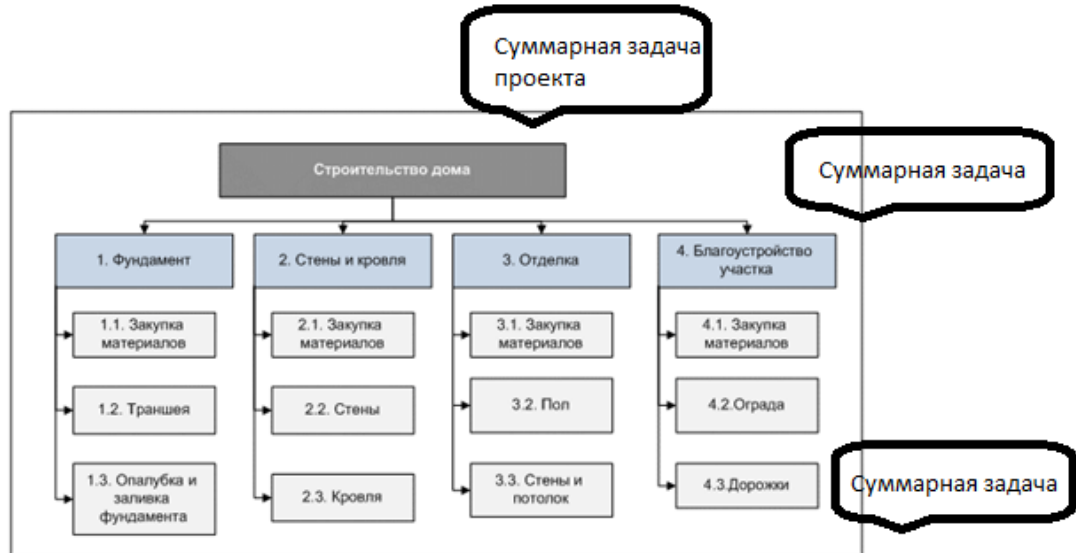 Суммарная задача
проекта
Строительство дома
Суммарная задача
1. Фундамент
2. Стены и кровля
3. Отделка
4. Благоустройство
участка
1.1. Закупка
материалов
2.1. Закупка
материалов
3.1. Закупка
материалов
4.1. Закупка
материалов
1.2. Траншея
2.2. Стены
3.2. Пол
4.2.Ограда
1.3. Опалубка и
заливка
фундамента
2.3. Кровля
3.3. Стены и
потолок
4.3.Дорожки
Суммарная задача